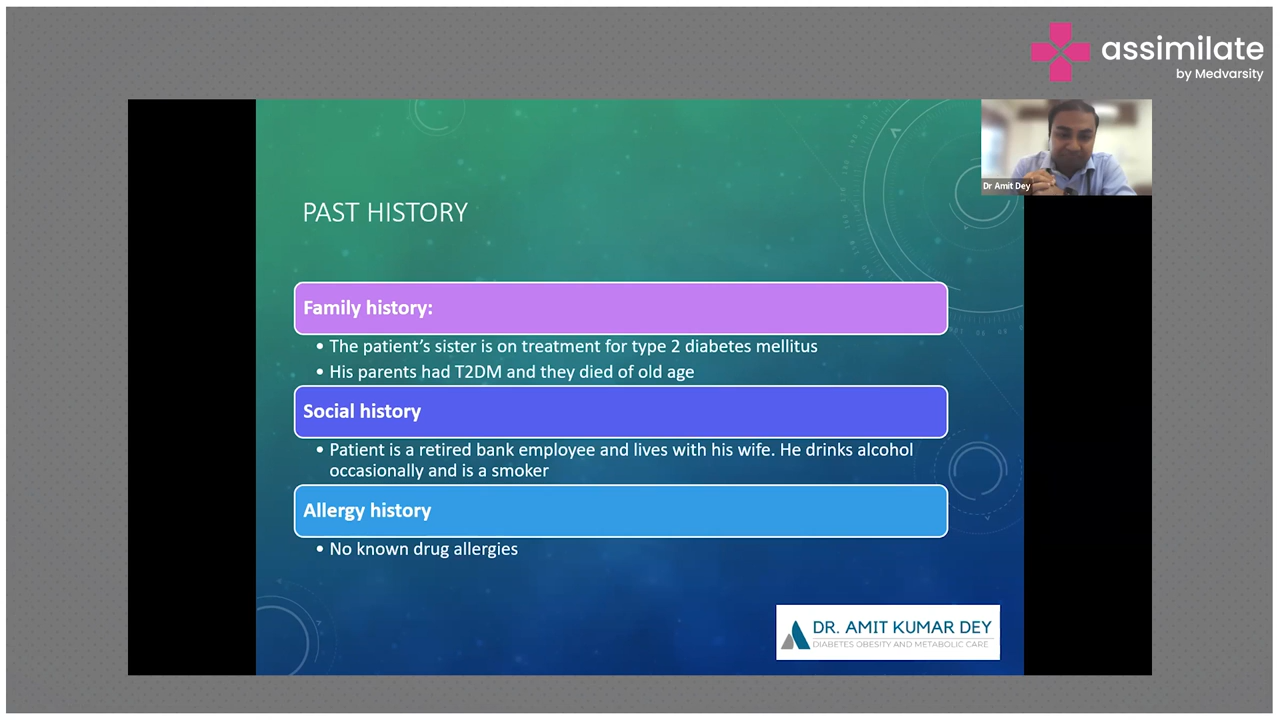 assimilate
by Medvarsity
Dr Amit Dey
PAST HISTORY
Family history:
• The patient's sister is on treatment for type 2 diabetes mellitus
• His parents had T2DM and they died of old age
Social history
• Patient is a retired bank employee and lives with his wife. He drinks alcohol
occasionally and is a smoker
Allergy history
• No known drug allergies
DR. AMIT KUMAR DEY
DIABETES OBESITY AND METABOLIC CARE